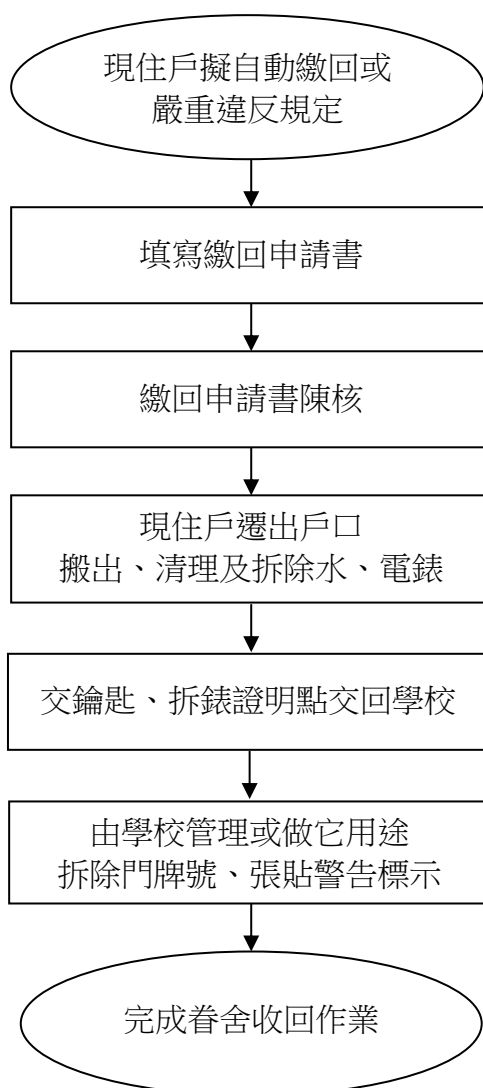 現住戶擬自動繳回或
嚴重違反規定
填寫繳回申請書
繳回申請書陳核
現住戶遷出戶口
搬出、清理及拆除水、電錶
交鑰匙、拆錶證明點交回學校
由學校管理或做它用途
拆除門牌號、張貼警告標示
完成眷舍收回作業